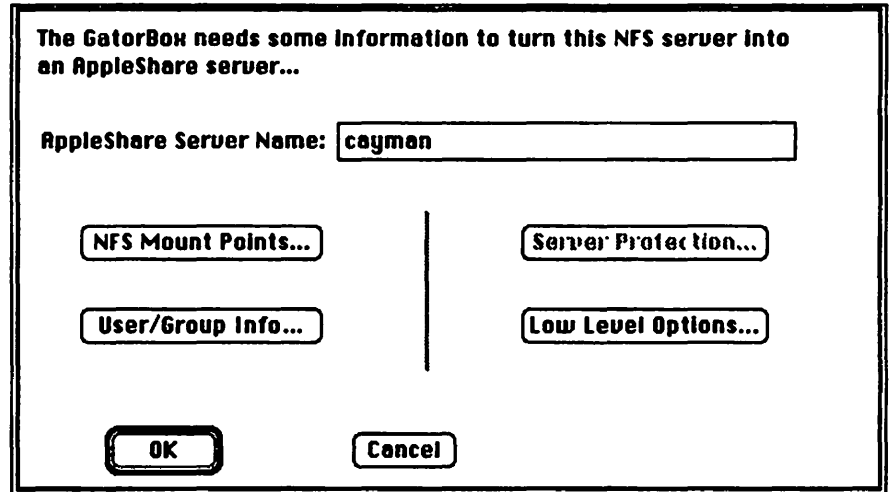 The GatorBox needs some information to turn this NFS server into
an AppleShare server...
AppleShare Server Name: cayman
NFS Mount Points...
Server Protection...
User/Group Info...
Low Level Options...
OK
Cancel